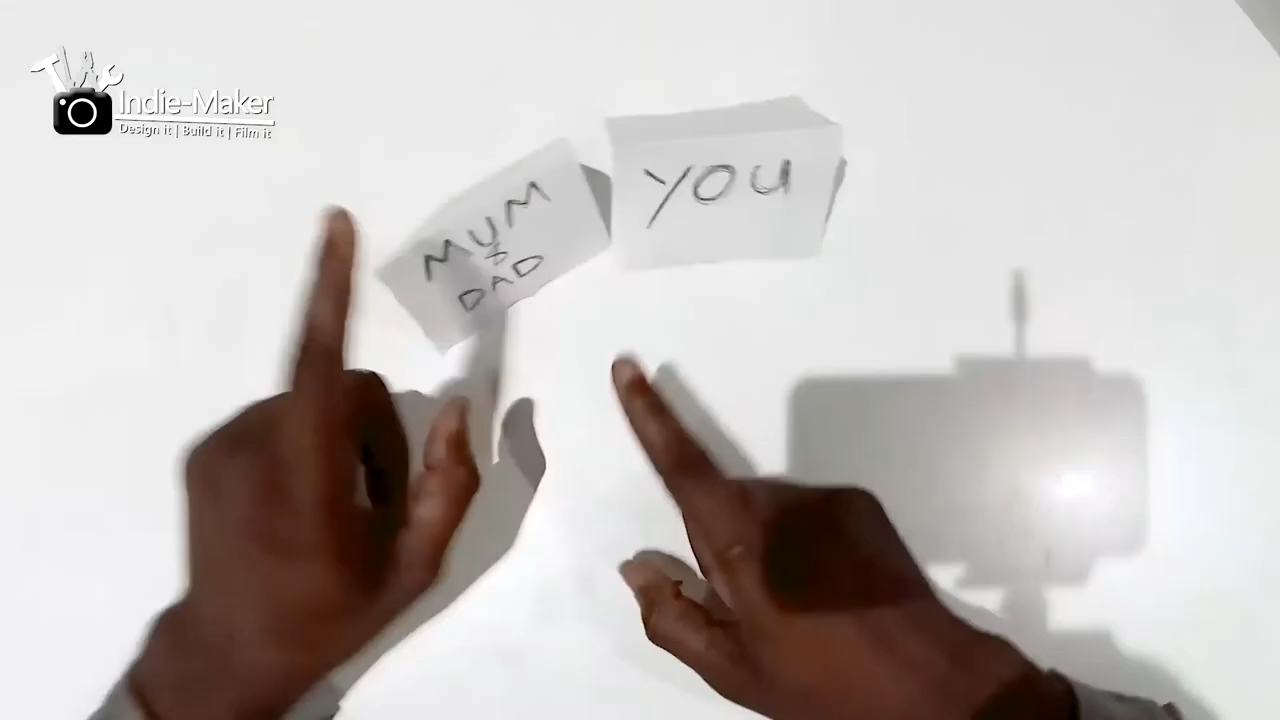 Indie-Maker
Design it | Build it | Film it
MUM
&
DAD
YOU